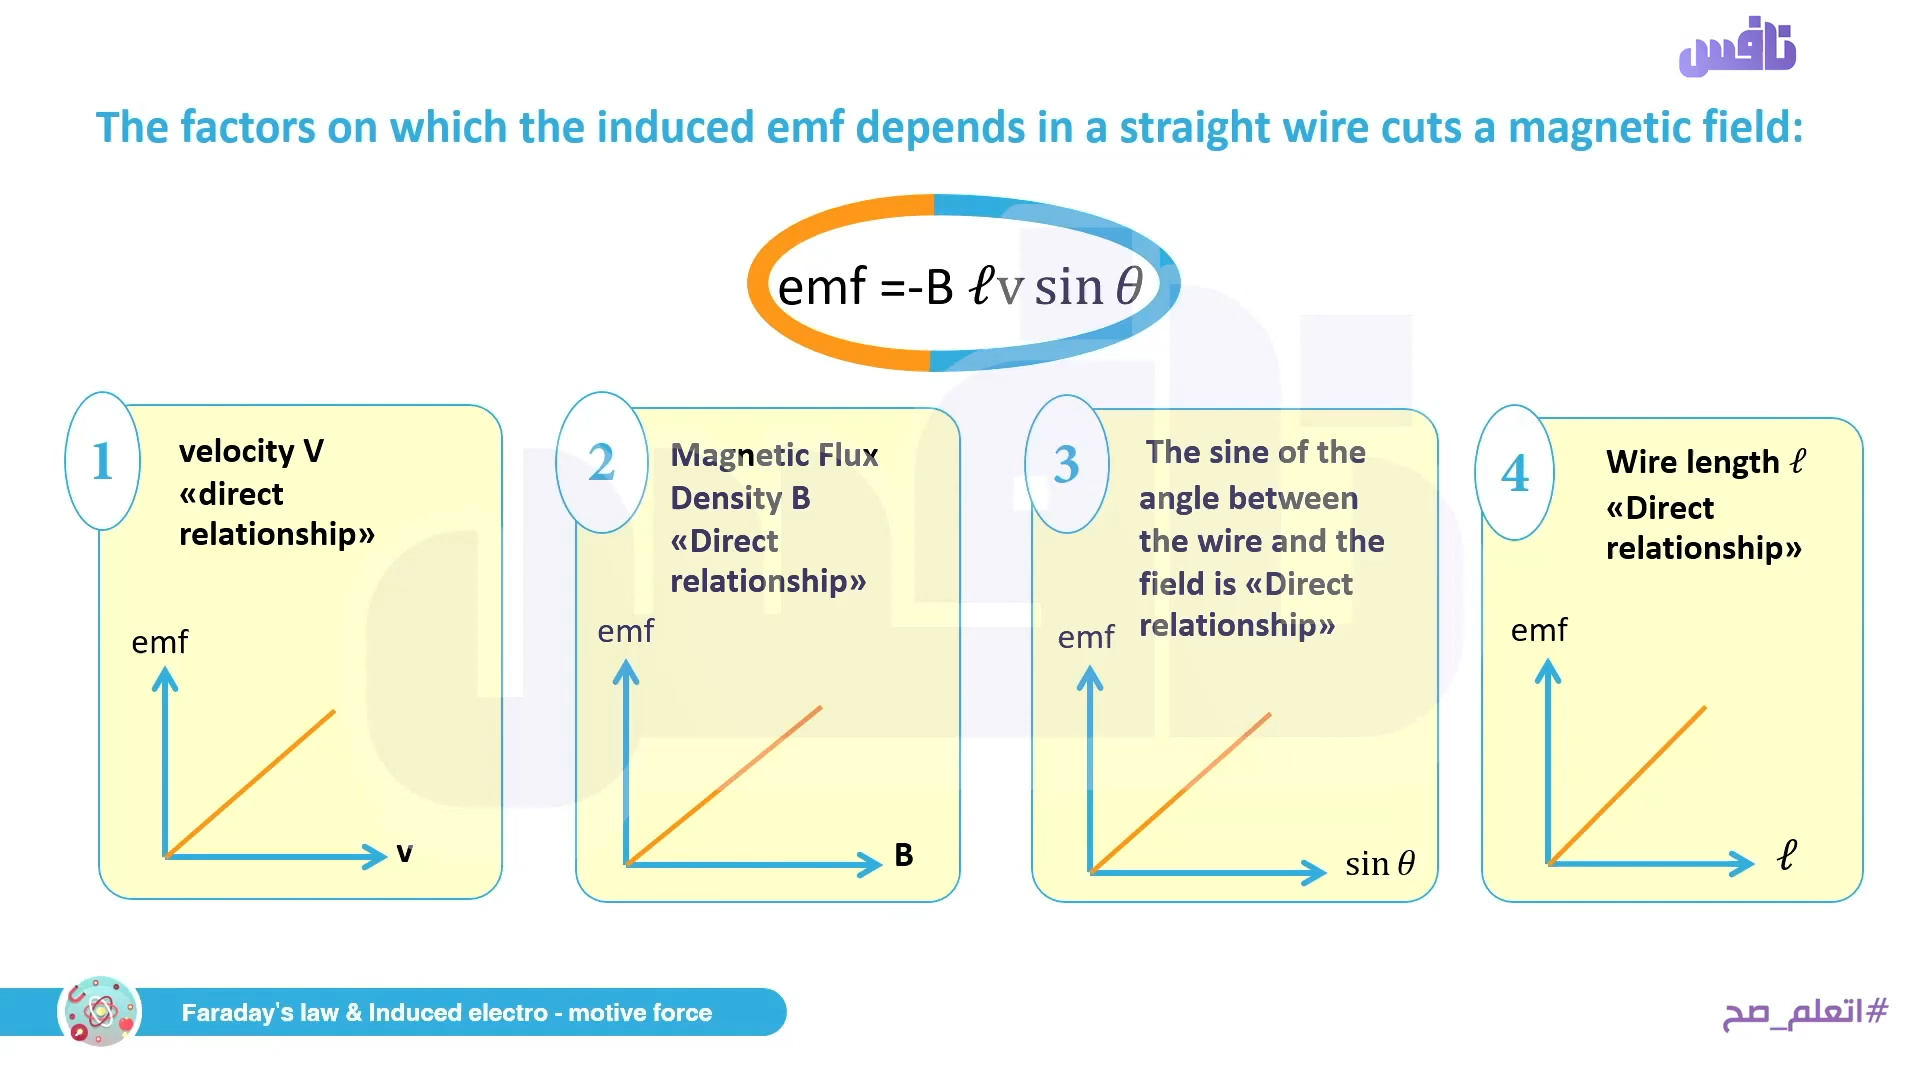 نافس
The factors on which the induced emf depends in a straight wire cuts a magnetic field:
emf =-B ℓv sin θ
1
velocity V
«direct
relationship»
emf
v
2
Magnetic Flux
Density B
«Direct
relationship»
emf
B
3
The sine of the
angle between
the wire and the
field is «Direct
relationship»
emf
sin θ
4
Wire length ℓ
«Direct
relationship»
emf
ℓ
Faraday's law & Induced electro - motive force
#اتعلم_صح